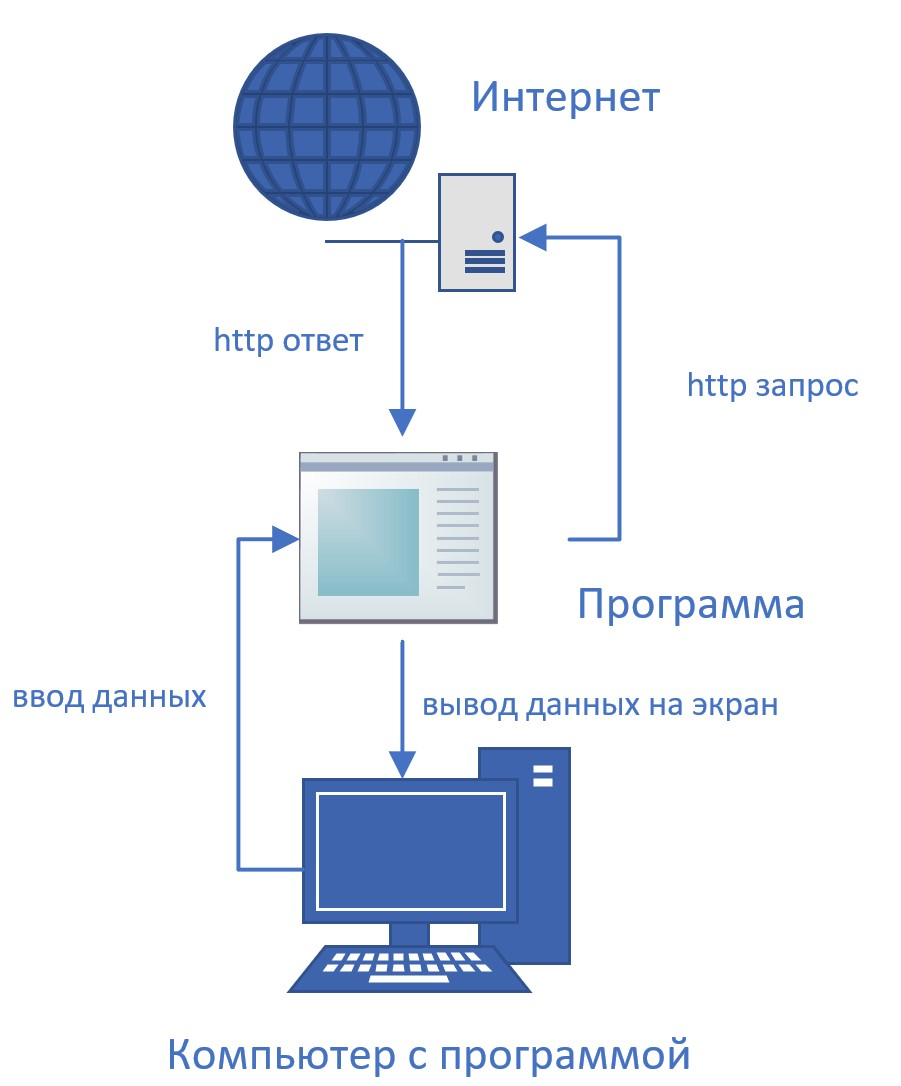 Интернет
http ответ
http запрос
Программа
ввод данных
вывод данных на экран
Компьютер с программой